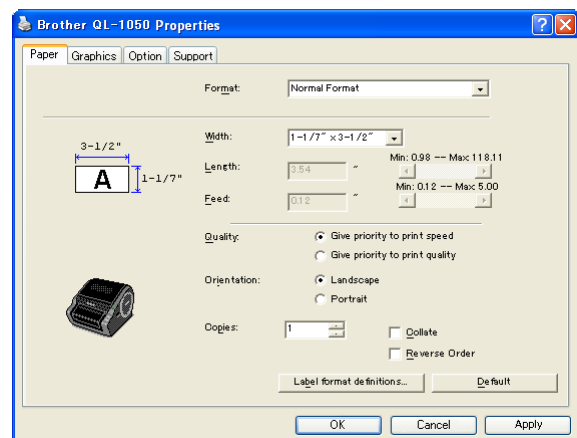 Brother QL-1050 Properties
Paper Graphics Option Support
Format: Normal Format
Width: 1-1/7" x3-1/2"
3-1/2"
A 1-1/7"
Length: 3.54 " Min: 0.98 -- Max: 118.11
Feed: 0.12 " Min: 0.12 -- Max: 5.00
Quality: Give priority to print speed
Give priority to print quality
Orientation: Landscape
Portrait
Copies: 1 Collate
Reverse Order
Label format definitions... Default
OK Cancel Apply